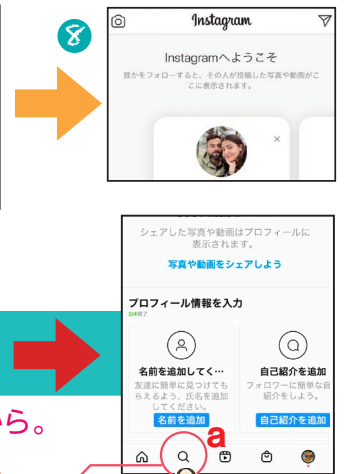 8
Instagram
Instagramへようこそ
誰かをフォローすると、その人が投稿した写真や動画がこ
こに表示されます。
シェアした写真や動画はプロフィールに
表示されます。
写真や動画をシェアしよう
プロフィール情報を入力
2/4完了
名前を追加してく…
友達に簡単に見つけても
らえるよう、氏名を追加
してください。
名前を追加
自己紹介を追加
フォロワーに簡単な自
紹介をしよう。
自己紹介を追加
ら。
a